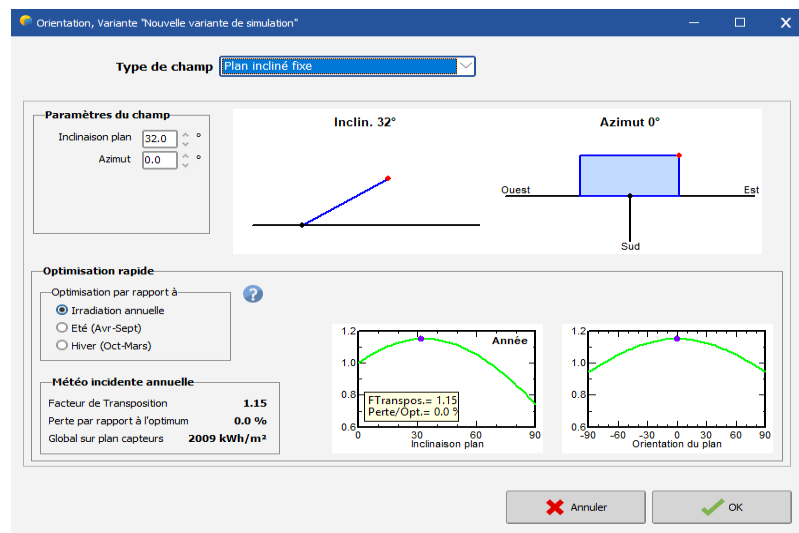 Orientation, Variante "Nouvelle variante de simulation"
Type de champ Plan incliné fixe
Paramètres du champ
Inclinaison plan 32.0 °
Azimut 0.0 °
Inclin. 32°
Azimut 0°
Ouest Est
Sud
Optimisation rapide
Optimisation par rapport à
Irradiation annuelle
Eté (Avr-Sept)
Hiver (Oct-Mars)
?
Météo incidente annuelle
Facteur de Transposition 1.15
Perte par rapport à l'optimum 0.0 %
Global sur plan capteurs 2009 kWh/m²
Année
1.2
1.0
0.8
0.6
FTranspos.= 1.15
Perte/Opt.= 0.0 %
0 30 60 90
Inclinaison plan
1.2
1.0
0.8
0.6
-90 -60 -30 0 30 60 90
Orientation du plan
Annuler
OK